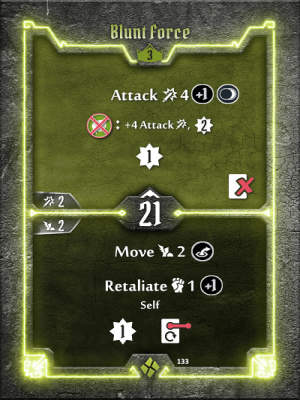 Blunt Force
3
Attack 4 +1
: +4 Attack , 2
1
2
21
2
Move 2
Retaliate 1 +1
Self
1
133